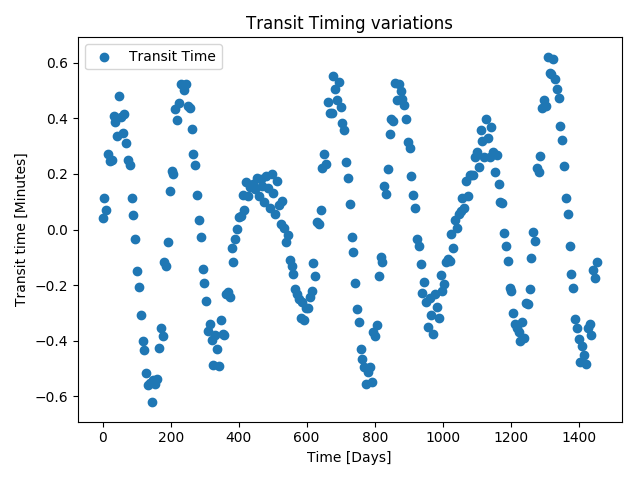 Transit Timing variations
Transit Time
Transit time [Minutes]
0.6
0.4
0.2
0.0
−0.2
−0.4
−0.6
0 200 400 600 800 1000 1200 1400
Time [Days]